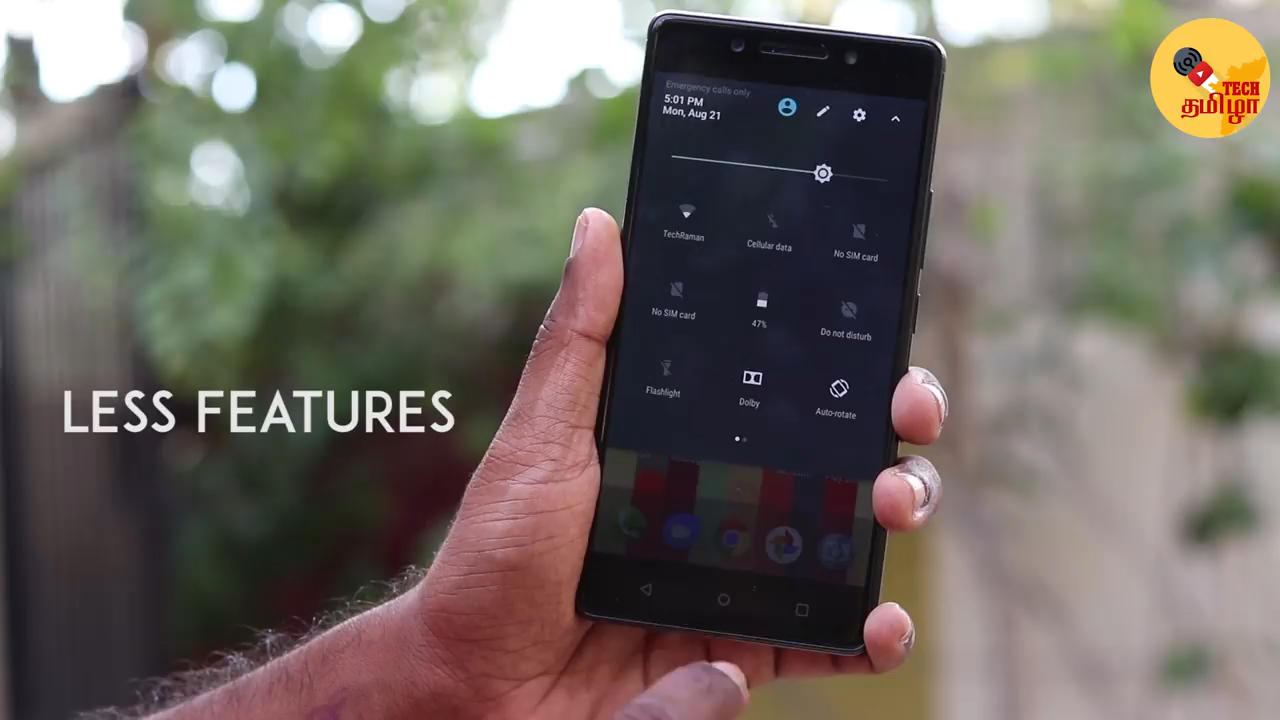 TECH
தமிழா
Emergency calls only
5:01 PM
Mon, Aug 21
TechRaman
Cellular data
No SIM card
No SIM card
47%
Do not disturb
Flashlight
Dolby
Auto-rotate
LESS FEATURES